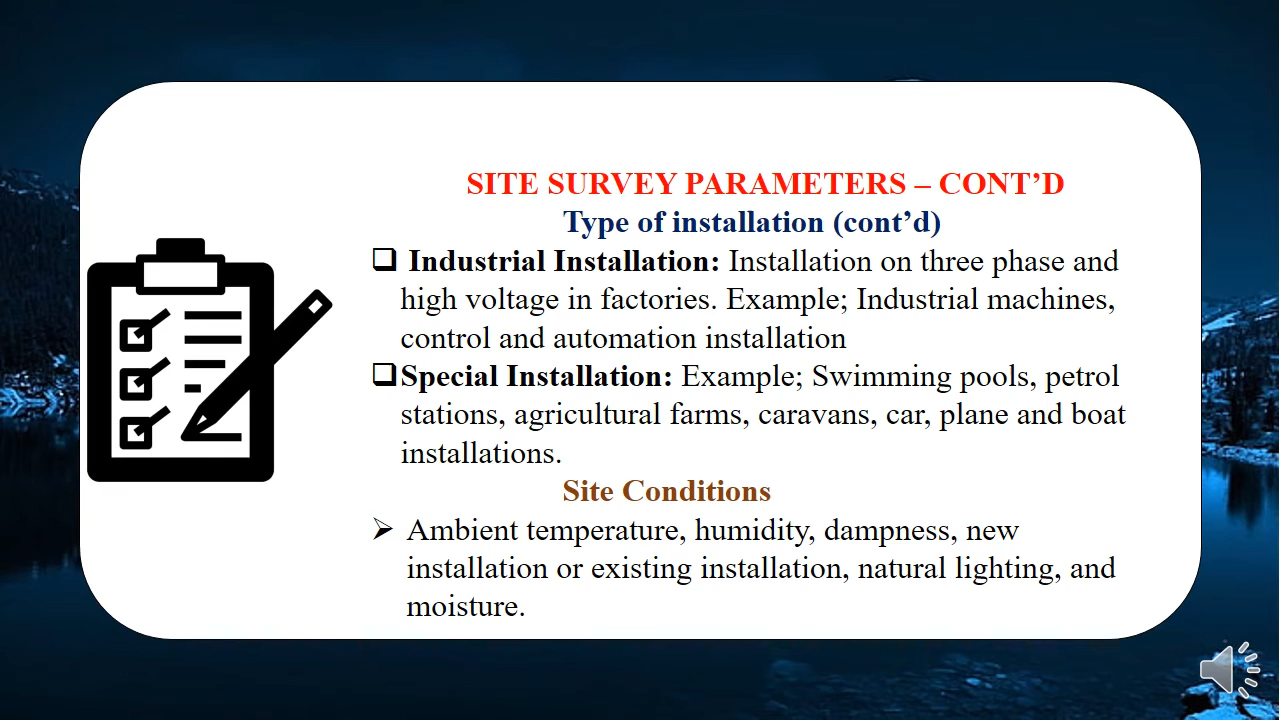 SITE SURVEY PARAMETERS – CONT’D
Type of installation (cont’d)
Industrial Installation: Installation on three phase and
high voltage in factories. Example; Industrial machines,
control and automation installation
Special Installation: Example; Swimming pools, petrol
stations, agricultural farms, caravans, car, plane and boat
installations.
Site Conditions
Ambient temperature, humidity, dampness, new
installation or existing installation, natural lighting, and
moisture.